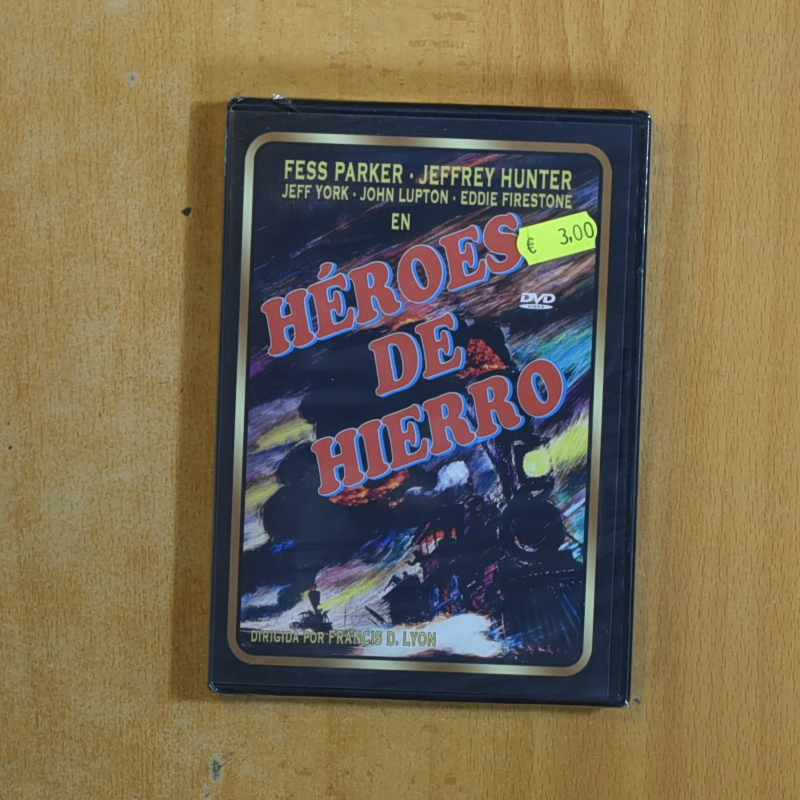 FESS PARKER · JEFFREY HUNTER
JEFF YORK · JOHN LUPTON · EDDIE FIRESTONE
EN
€ 3,00
HÉROES
DVD
VIDEO
DE
HIERRO
DIRIGIDA POR FRANCIS D. LYON